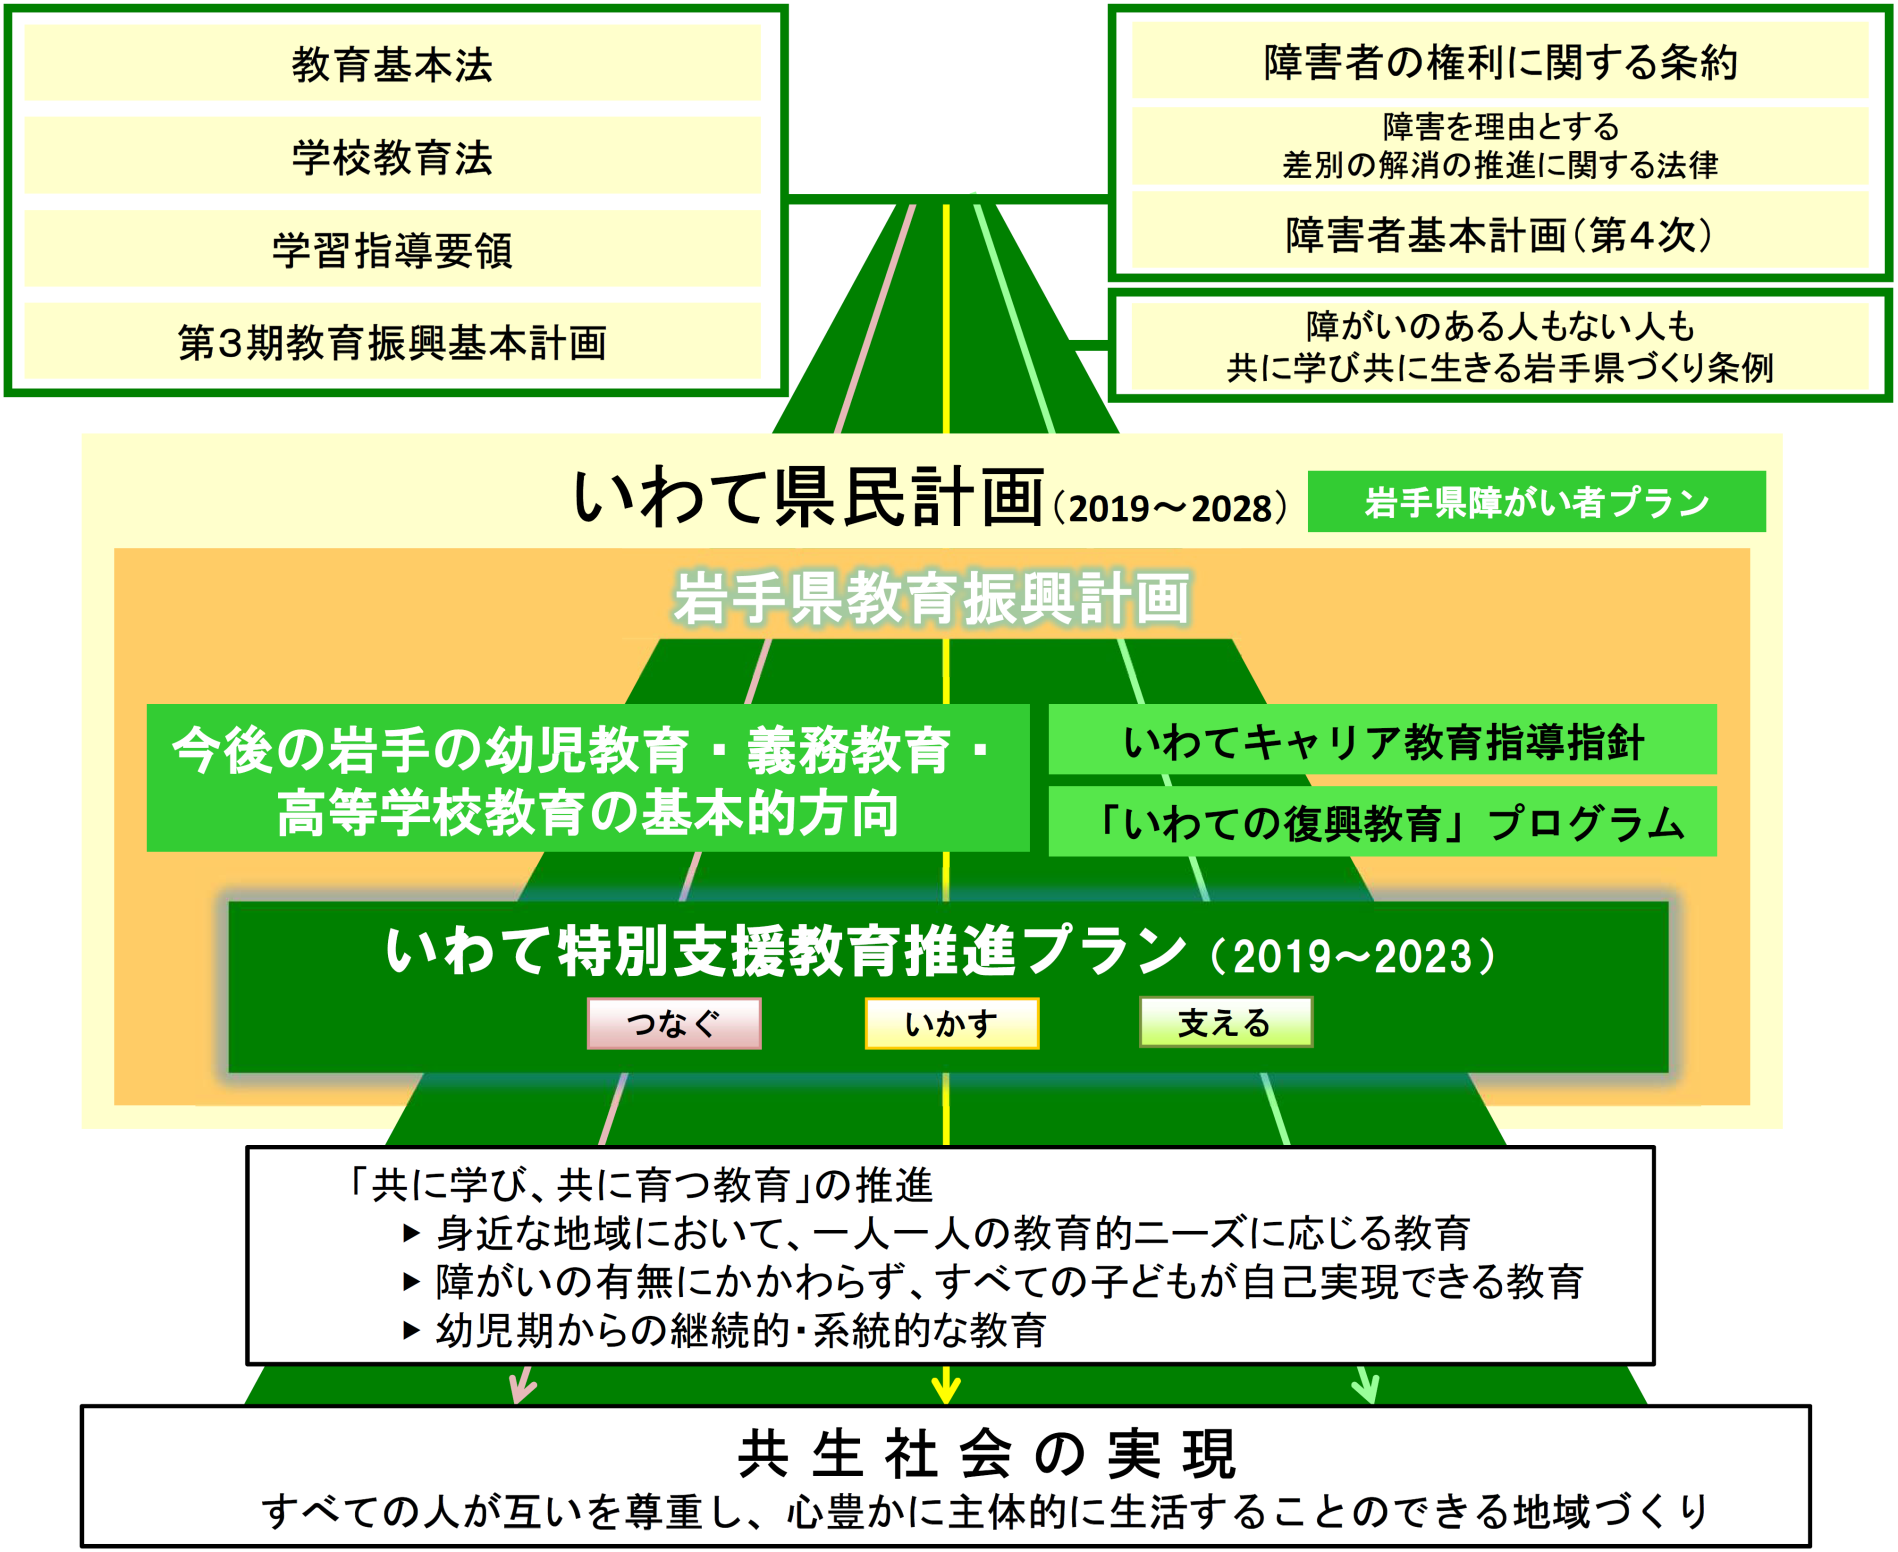 教育基本法
学校教育法
学習指導要領
第3期教育振興基本計画
障害者の権利に関する条約
障害を理由とする
差別の解消の推進に関する法律
障害者基本計画（第4次）
障がいのある人もない人も
共に学び共に生きる岩手県づくり条例
いわて県民計画（2019～2028）
岩手県障がい者プラン
岩手県教育振興計画
今後の岩手の幼児教育・義務教育・
高等学校教育の基本的方向
いわてキャリア教育指導指針
「いわての復興教育」プログラム
いわて特別支援教育推進プラン（2019～2023）
つなぐ
いかす
支える
「共に学び、共に育つ教育」の推進
▶ 身近な地域において、一人一人の教育的ニーズに応じる教育
▶ 障がいの有無にかかわらず、すべての子どもが自己実現できる教育
▶ 幼児期からの継続的・系統的な教育
共生社会の実現
すべての人が互いを尊重し、心豊かに主体的に生活することのできる地域づくり